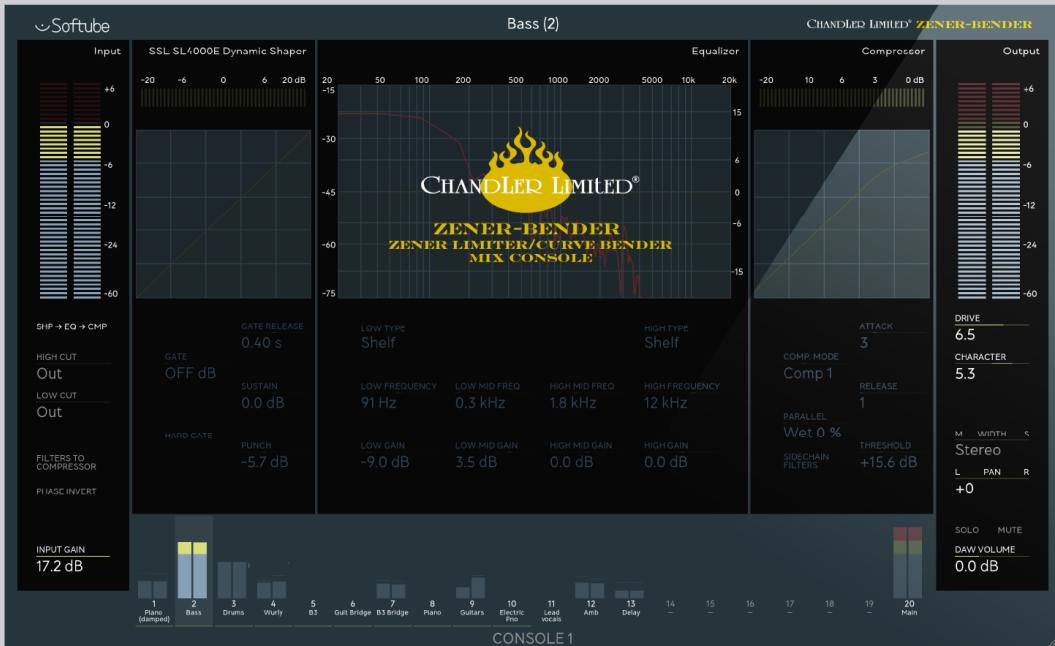 Softube
Bass (2)
CHANDLER LIMITED® ZENER-BENDER
Input
+6
0
-6
-12
-24
-60
SHP → EQ → CMP
HIGH CUT
Out
LOW CUT
Out
FILTERS TO
COMPRESSOR
PHASE INVERT
INPUT GAIN
17.2 dB
SSL SL4000E Dynamic Shaper
-20 -6 0 6 20 dB
GATE RELEASE
0.40 s
GATE
OFF dB
SUSTAIN
0.0 dB
HARD GATE
PUNCH
-5.7 dB
Equalizer
20 50 100 200 500 1000 2000 5000 10k 20k
-15
-30
-45
-60
-75
15
6
0
-6
-15
CHANDLER LIMITED®
ZENER-BENDER
ZENER LIMITER/CURVE BENDER
MIX CONSOLE
LOW TYPE HIGH TYPE
Shelf Shelf
LOW FREQUENCY LOW MID FREQ HIGH MID FREQ HIGH FREQUENCY
91 Hz 0.3 kHz 1.8 kHz 12 kHz
LOW GAIN LOW MID GAIN HIGH MID GAIN HIGH GAIN
-9.0 dB 3.5 dB 0.0 dB 0.0 dB
Compressor
-20 10 6 3 0 dB
ATTACK
3
COMP. MODE
Comp 1
RELEASE
1
PARALLEL
Wet 0 %
SIDECHAIN
FILTERS
THRESHOLD
+15.6 dB
Output
+6
0
-6
-12
-24
-60
DRIVE
6.5
CHARACTER
5.3
M WIDTH S
Stereo
L PAN R
+0
SOLO MUTE
DAW VOLUME
0.0 dB
1 2 3 4 5 6 7 8 9 10 11 12 13 14 15 16 17 18 19 20
Piano Bass Drums Wurly B3 Guit Bridge B3 Bridge Piano Guitars Electric Lead Amb Delay — — — — — — Main
(damped) Pno vocals
CONSOLE 1